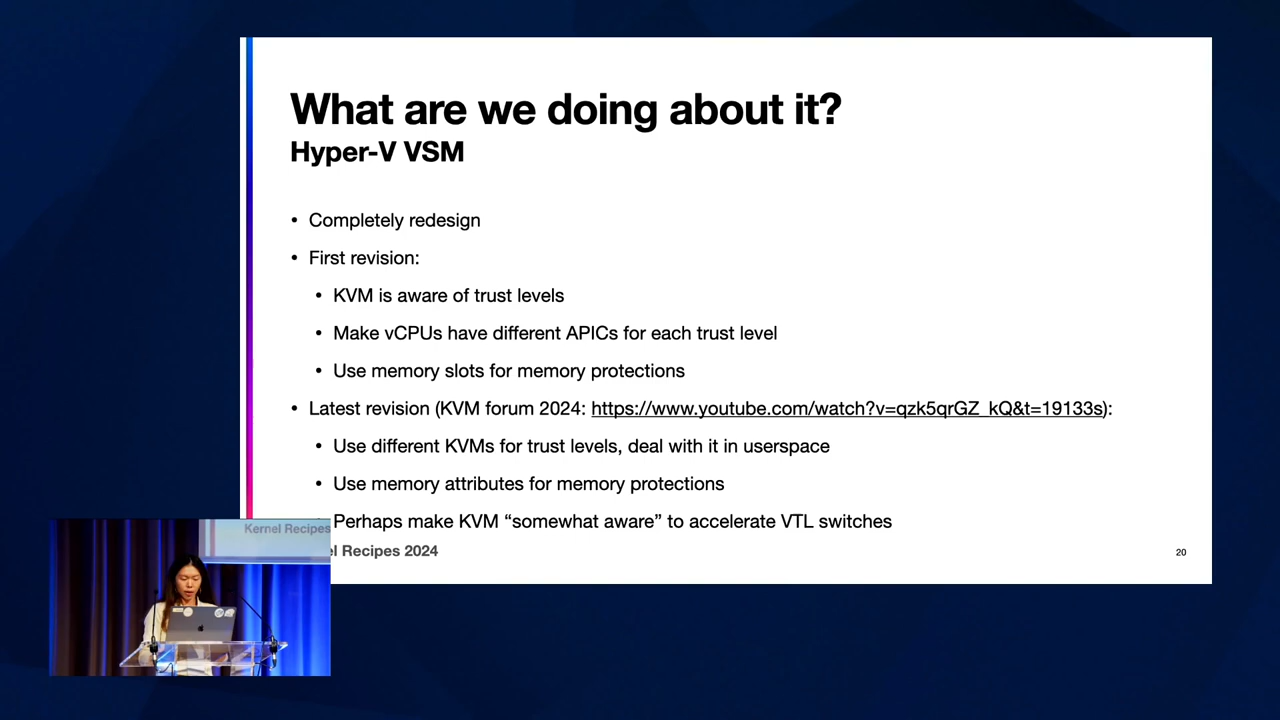 What are we doing about it?
Hyper-V VSM
• Completely redesign
• First revision:
• KVM is aware of trust levels
• Make vCPUs have different APICs for each trust level
• Use memory slots for memory protections
• Latest revision (KVM forum 2024: https://www.youtube.com/watch?v=qzk5qrGZ_kQ&t=19133s):
• Use different KVMs for trust levels, deal with it in userspace
• Use memory attributes for memory protections
Perhaps make KVM “somewhat aware” to accelerate VTL switches
Kernel Recipes
el Recipes 2024
20